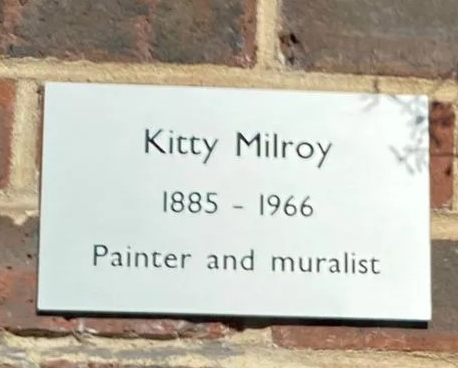 Kitty Milroy
1885 - 1966
Painter and muralist